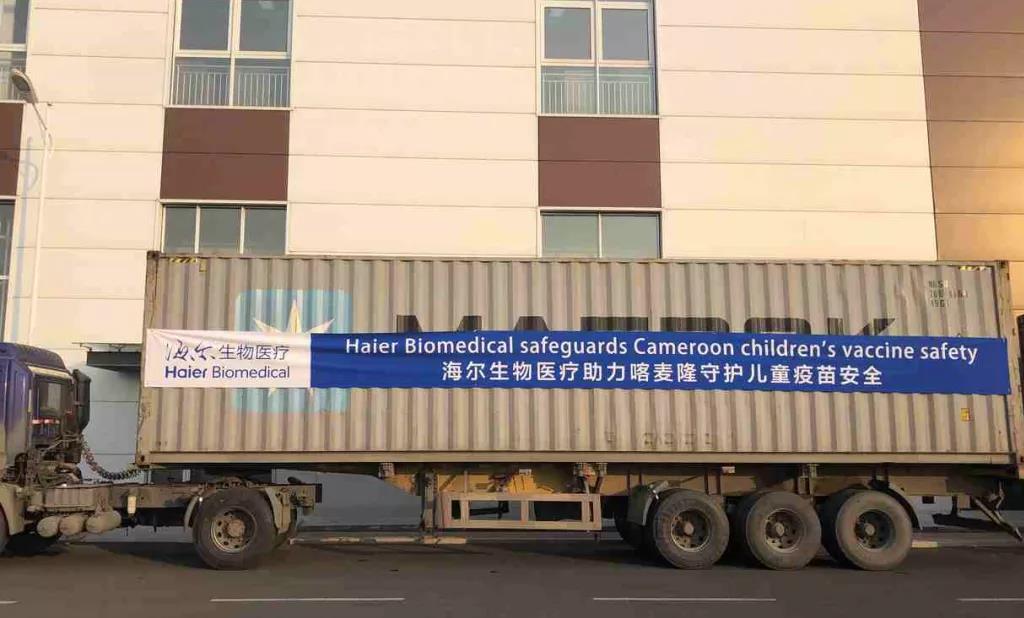 海尔生物医疗
Haier Biomedical
Haier Biomedical safeguards Cameroon children's vaccine safety
海尔生物医疗助力喀麦隆守护儿童疫苗安全